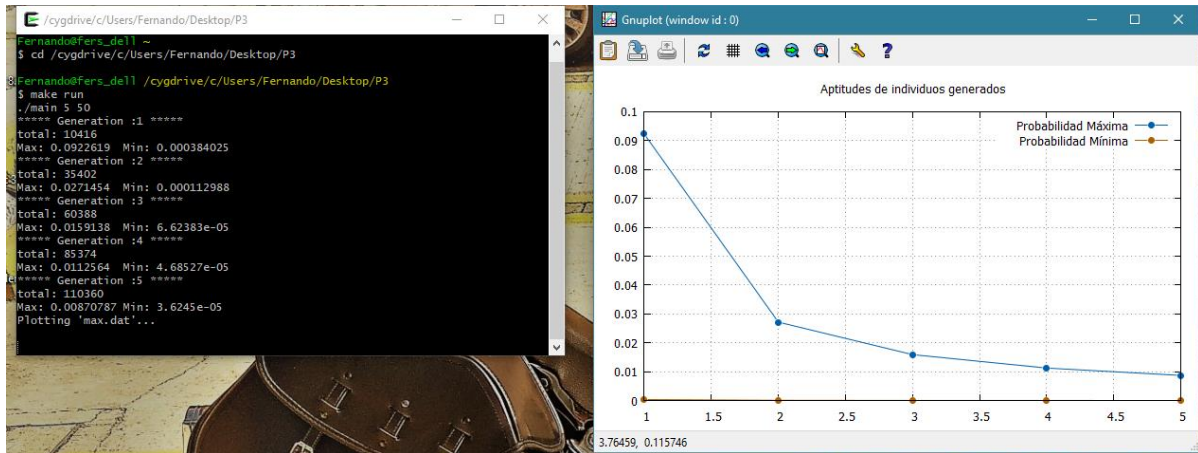 /cygdrive/c/Users/Fernando/Desktop/P3
Fernando@fers_dell ~
$ cd /cygdrive/c/Users/Fernando/Desktop/P3
Fernando@fers_dell /cygdrive/c/Users/Fernando/Desktop/P3
$ make run
./main 5 50
***** Generation :1 *****
total: 10416
Max: 0.0922619 Min: 0.000384025
***** Generation :2 *****
total: 35402
Max: 0.0271454 Min: 0.000112988
***** Generation :3 *****
total: 60388
Max: 0.0159138 Min: 6.62383e-05
***** Generation :4 *****
total: 85374
Max: 0.0112564 Min: 4.68527e-05
***** Generation :5 *****
total: 110360
Max: 0.00870787 Min: 3.6245e-05
Plotting 'max.dat'...
Gnuplot (window id : 0)
Aptitudes de individuos generados
Probabilidad Máxima
Probabilidad Mínima
0.1
0.09
0.08
0.07
0.06
0.05
0.04
0.03
0.02
0.01
0
1 1.5 2 2.5 3 3.5 4 4.5 5
3.76459, 0.115746